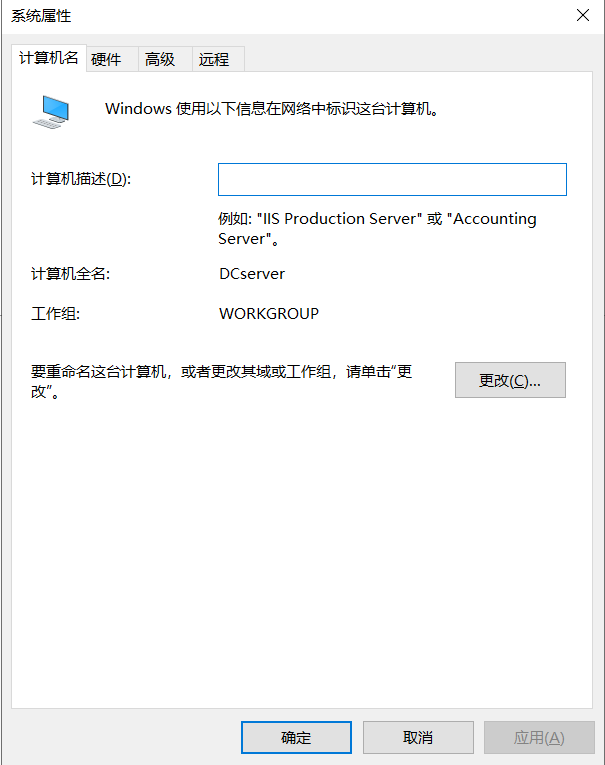 系统属性
计算机名 硬件 高级 远程
Windows 使用以下信息在网络中标识这台计算机。
计算机描述(D):
例如: "IIS Production Server" 或 "Accounting
Server"。
计算机全名: DCserver
工作组: WORKGROUP
要重命名这台计算机，或者更改其域或工作组，请单击“更
改”。
更改(C)...
确定 取消 应用(A)